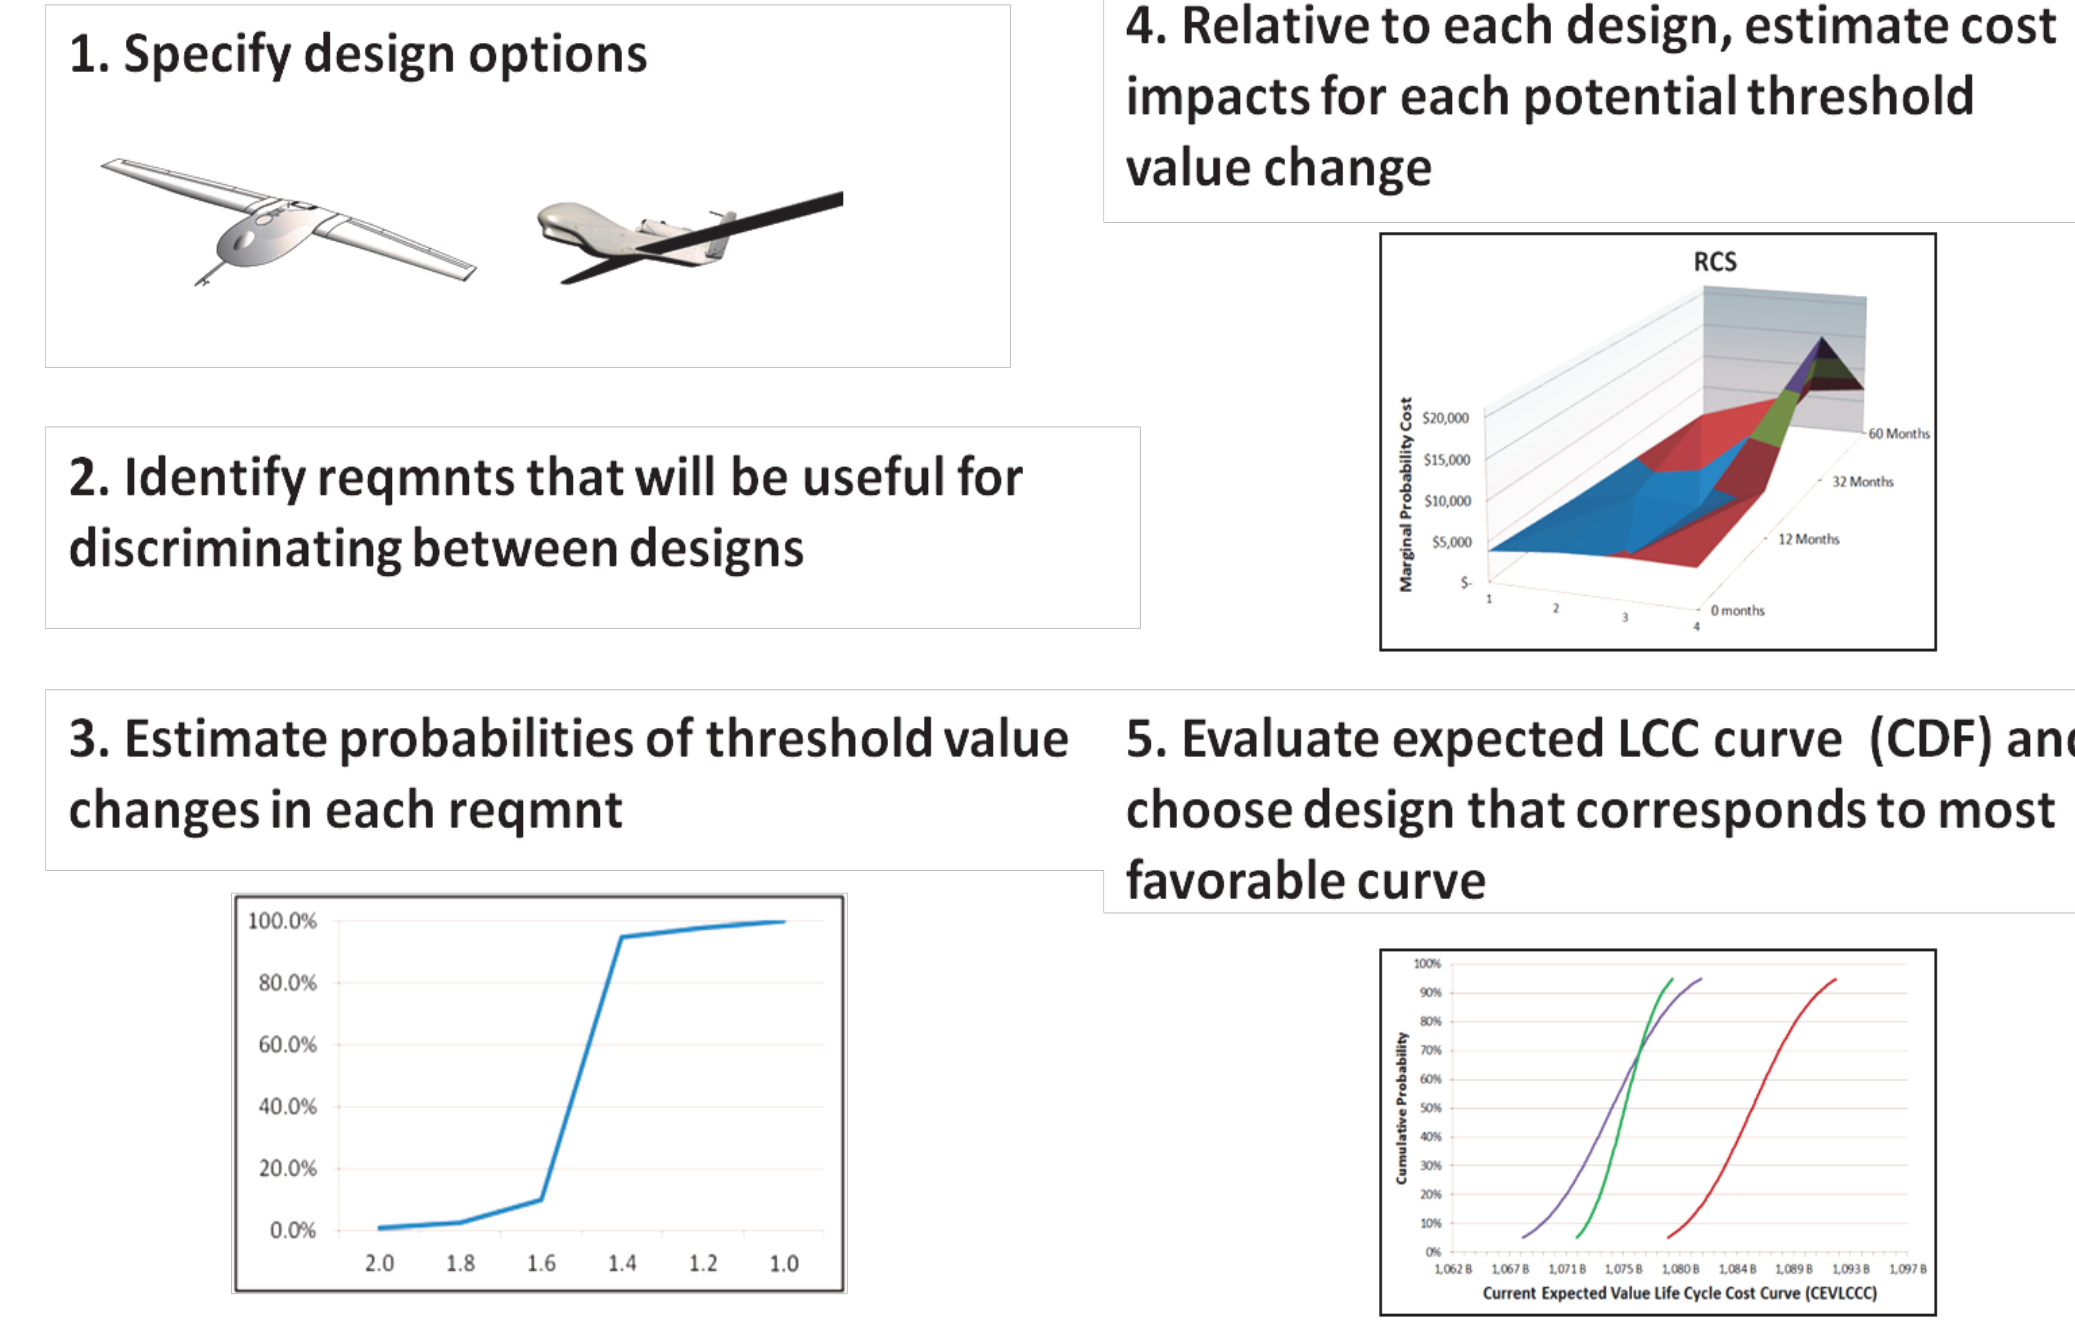 1. Specify design options
2. Identify reqmnts that will be useful for
discriminating between designs
3. Estimate probabilities of threshold value
changes in each reqmnt
100.0%
80.0%
60.0%
40.0%
20.0%
0.0%
2.0 1.8 1.6 1.4 1.2 1.0
4. Relative to each design, estimate cost
impacts for each potential threshold
value change
RCS
Marginal Probability Cost
$20,000
$15,000
$10,000
$5,000
$-
1 2 3 4
0 months
12 Months
32 Months
60 Months
5. Evaluate expected LCC curve (CDF) and
choose design that corresponds to most
favorable curve
Cumulative Probability
100%
90%
80%
70%
60%
50%
40%
30%
20%
10%
0%
1,062 B 1,067 B 1,071 B 1,075 B 1,080 B 1,084 B 1,089 B 1,093 B 1,097 B
Current Expected Value Life Cycle Cost Curve (CEVLCCC)